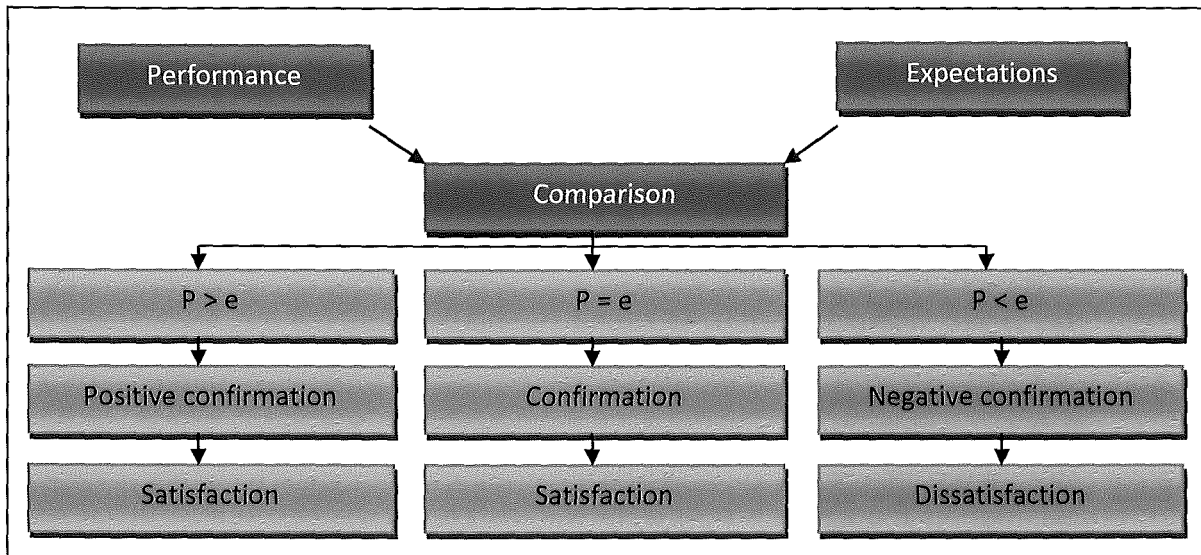 Performance
Expectations
Comparison
P > e
P = e
P < e
Positive confirmation
Confirmation
Negative confirmation
Satisfaction
Satisfaction
Dissatisfaction